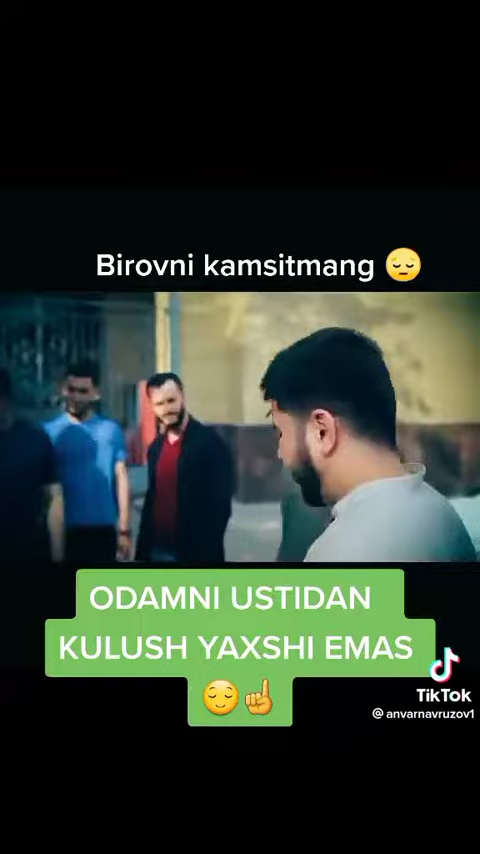 Birovni kamsitmang 😔
ODAMNI USTIDAN
KULUSH YAXSHI EMAS
😌☝️
TikTok
@anvarnavruzov1